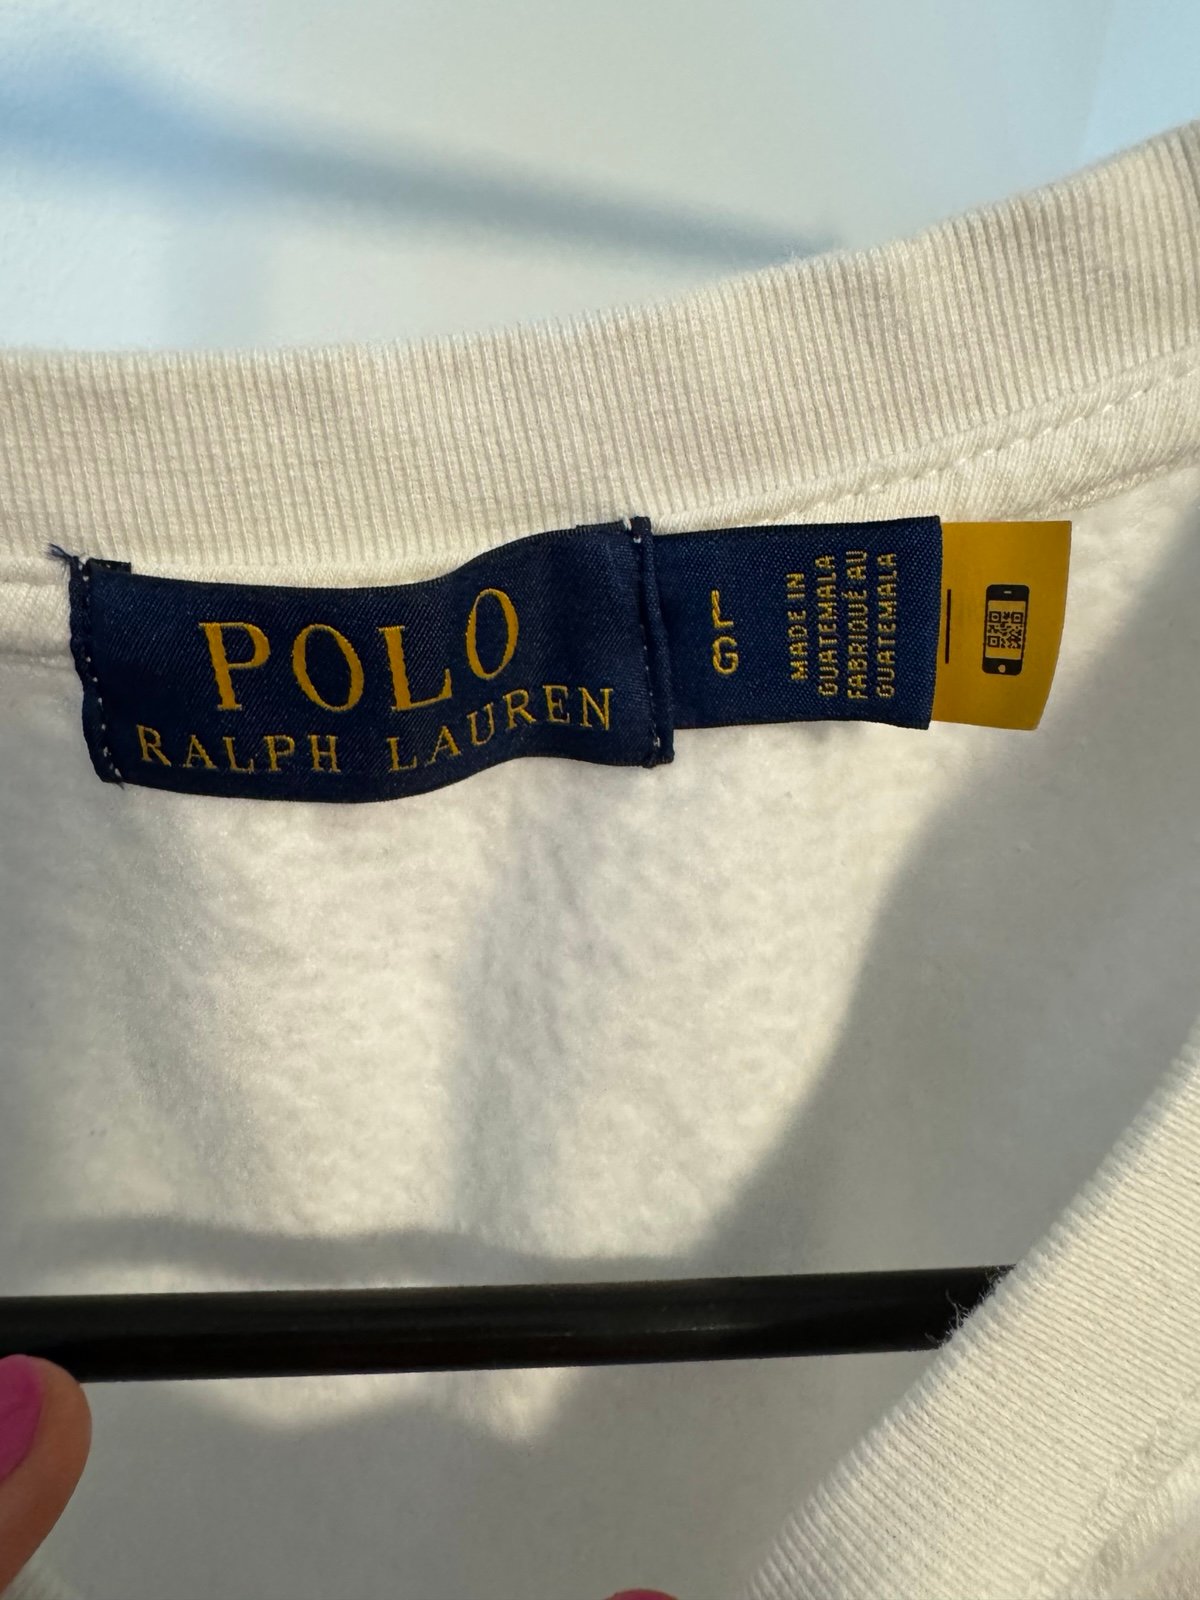 POLO
RALPH LAUREN
L
G
MADE IN
GUATEMALA
FABRIQUÉ AU
GUATEMALA